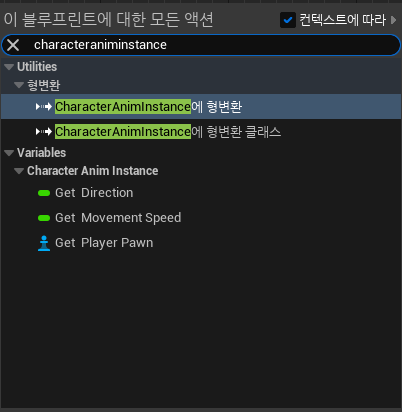 이 블루프린트에 대한 모든 액션 컨텍스트에 따라
characteraniminstance
Utilities
형변환
CharacterAnimInstance에 형변환
CharacterAnimInstance에 형변환 클래스
Variables
Character Anim Instance
Get Direction
Get Movement Speed
Get Player Pawn